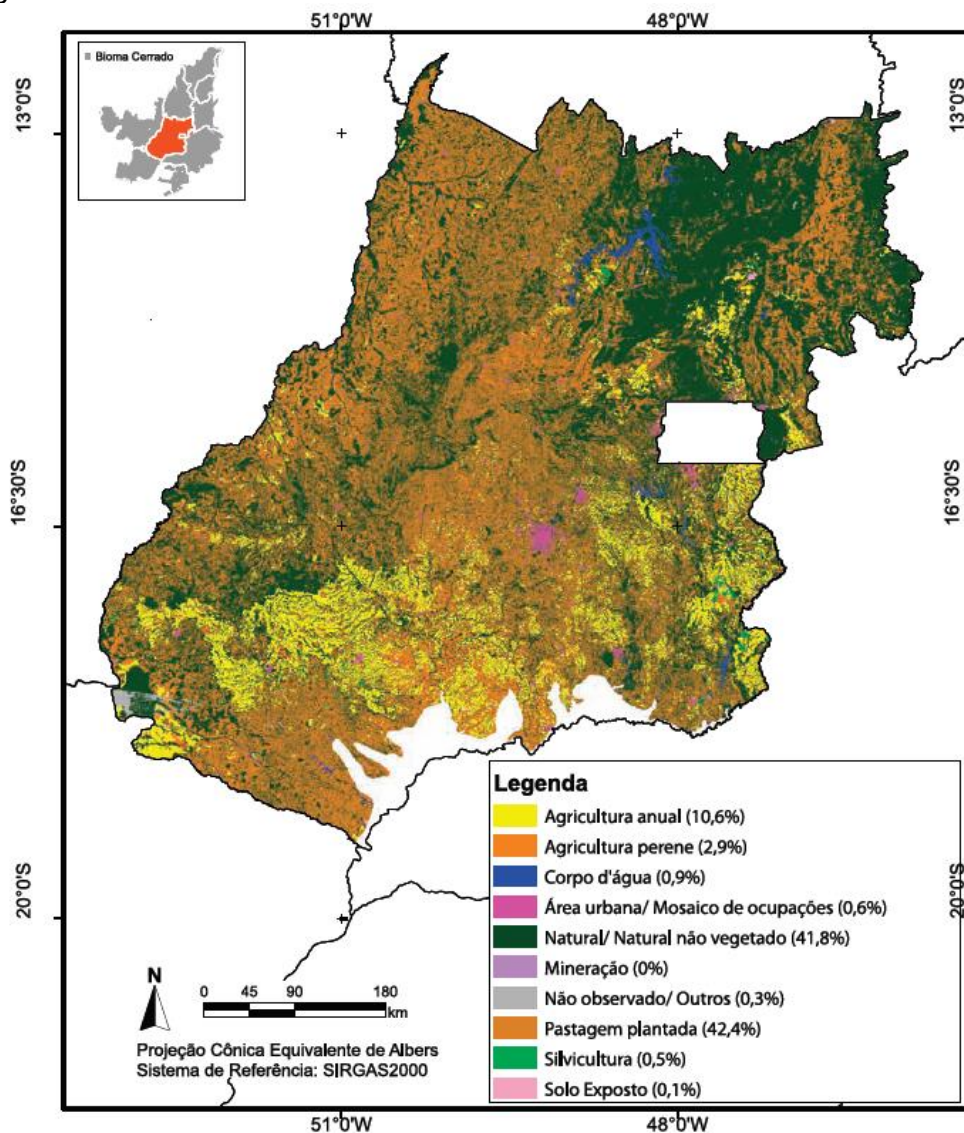 51°0'W
48°0'W
Bioma Cerrado
13°0'S
13°0'S
16°30'S
16°30'S
20°0'S
Legenda
Agricultura anual (10,6%)
Agricultura perene (2,9%)
Corpo d'água (0,9%)
Área urbana/ Mosaico de ocupações (0,6%)
Natural/ Natural não vegetado (41,8%)
Mineração (0%)
Não observado/ Outros (0,3%)
Pastagem plantada (42,4%)
Silvicultura (0,5%)
Solo Exposto (0,1%)
20°0'S
N
0 45 90 180
km
Projeção Cônica Equivalente de Albers
Sistema de Referência: SIRGAS2000
51°0'W
48°0'W